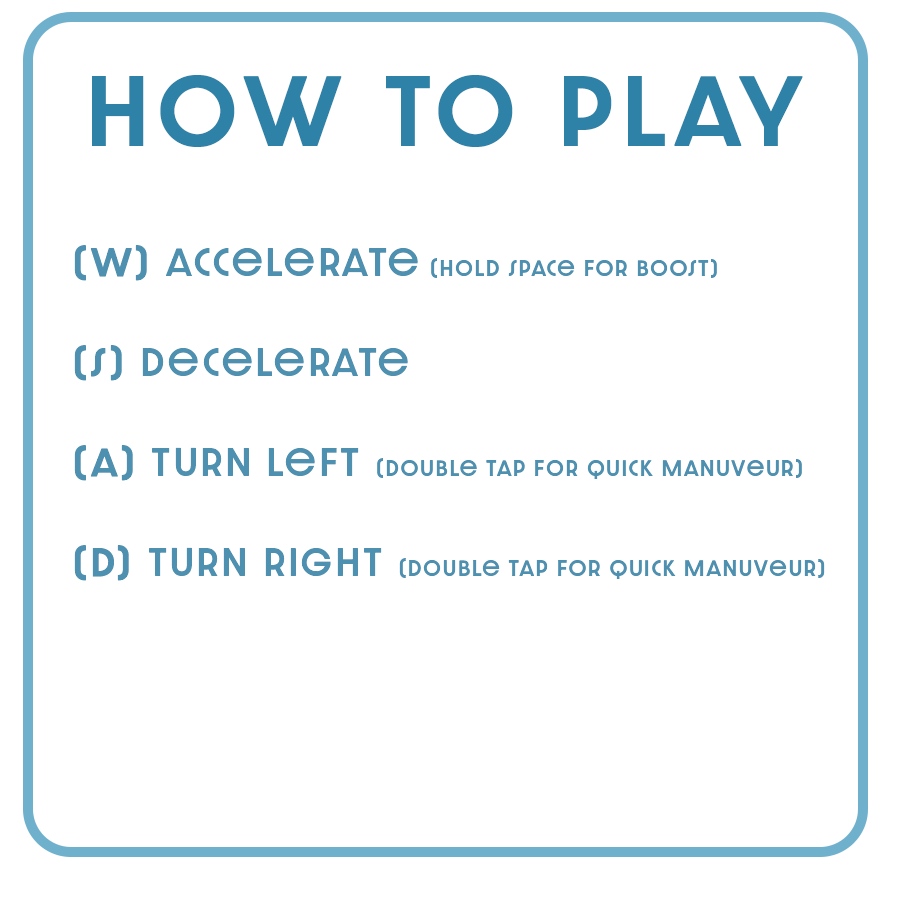 HOW TO PLAY
(W) ACCELERATE (HOLD SPACE FOR BOOST)
(S) DECELERATE
(A) TURN LEFT (DOUBLE TAP FOR QUICK MANUVEUR)
(D) TURN RIGHT (DOUBLE TAP FOR QUICK MANUVEUR)